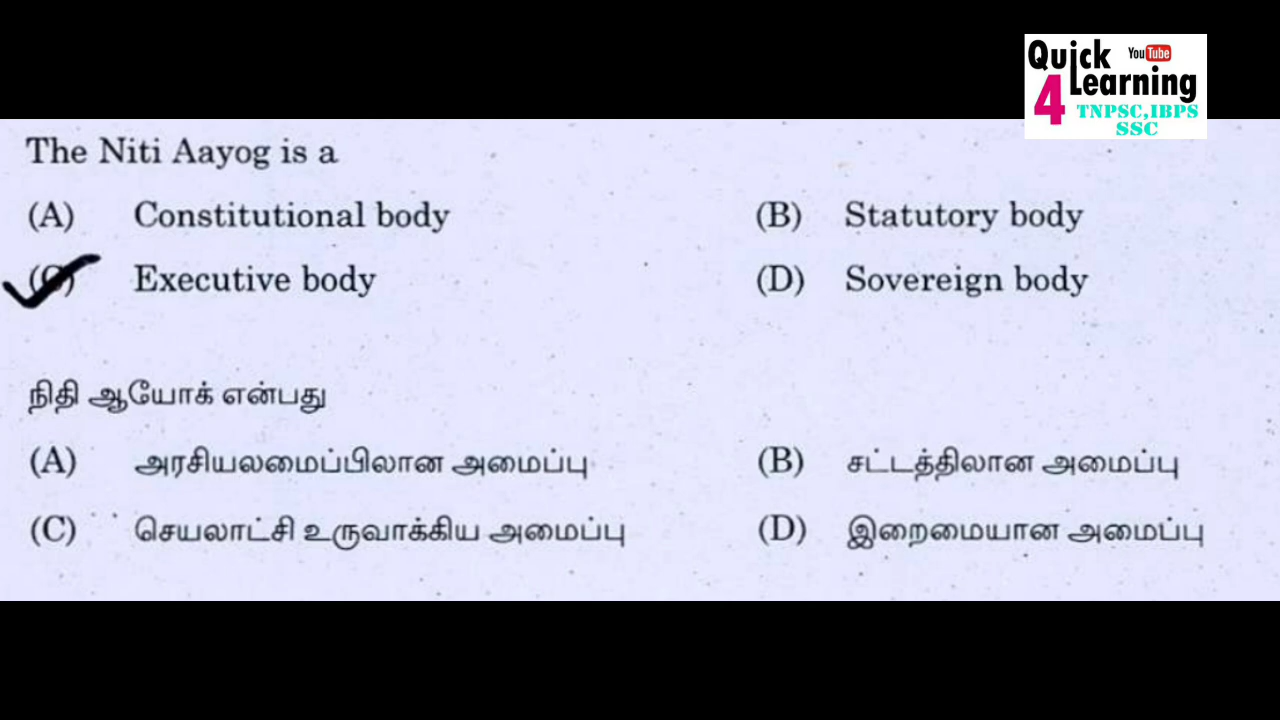 Quick YouTube
4 Learning
TNPSC,IBPS
SSC
The Niti Aayog is a
(A) Constitutional body (B) Statutory body
(C) Executive body (D) Sovereign body
நிதி ஆயோக் என்பது
(A) அரசியலமைப்பிலான அமைப்பு (B) சட்டத்திலான அமைப்பு
(C) செயலாட்சி உருவாக்கிய அமைப்பு (D) இறைமையான அமைப்பு